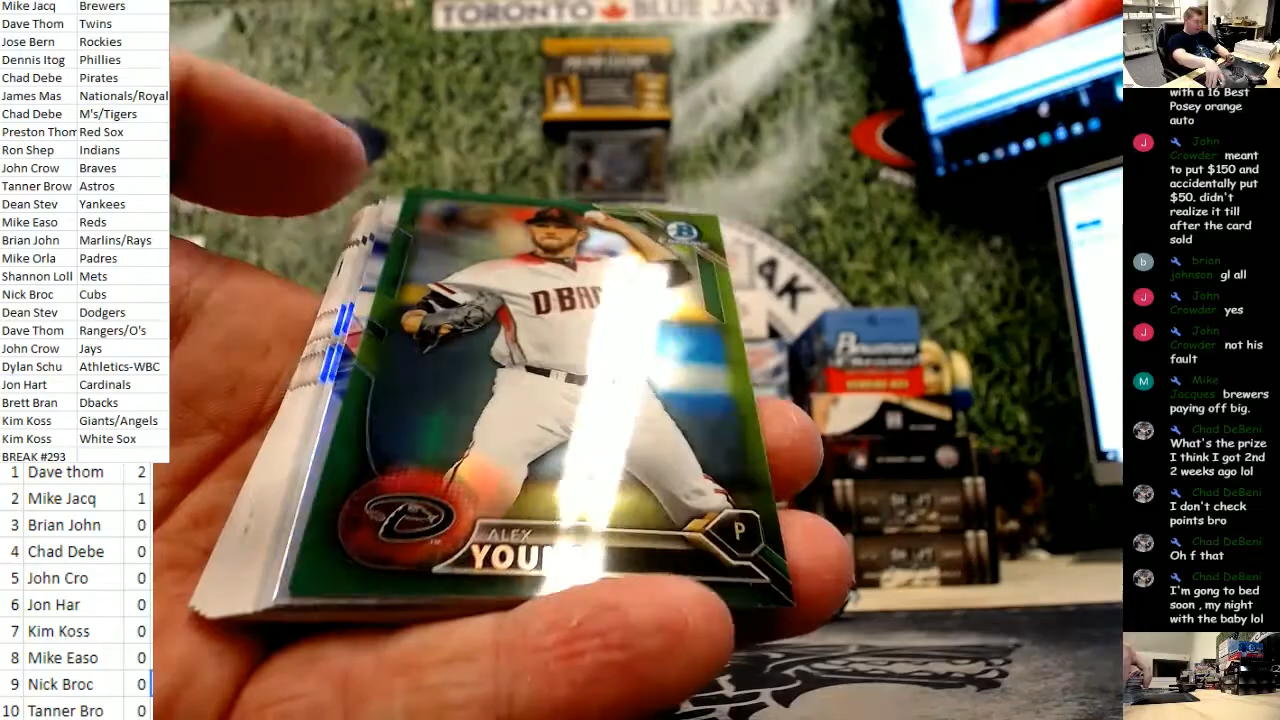 Mike Jacq Brewers
Dave Thom Twins
Jose Bern Rockies
Dennis Itog Phillies
Chad Debe Pirates
James Mas Nationals/Royal
Chad Debe M's/Tigers
Preston Thom Red Sox
Ron Shep Indians
John Crow Braves
Tanner Brow Astros
Dean Stev Yankees
Mike Easo Reds
Brian John Marlins/Rays
Mike Orla Padres
Shannon Loll Mets
Nick Broc Cubs
Dean Stev Dodgers
Dave Thom Rangers/O's
John Crow Jays
Dylan Schu Athletics-WBC
Jon Hart Cardinals
Brett Bran Dbacks
Kim Koss Giants/Angels
Kim Koss White Sox
BREAK #293
1 Dave thom 2
2 Mike Jacq 1
3 Brian John 0
4 Chad Debe 0
5 John Cro 0
6 Jon Har 0
7 Kim Koss 0
8 Mike Easo 0
9 Nick Broc 0
10 Tanner Bro 0
TORONTO BLUE JAYS
AK
Bowman
B
D
P
ALEX
with a 16 Best
Posey orange
auto
J John
Crowder meant
to put $150 and
accidentally put
$50. didn't
realize it till
after the card
sold
b brian
johnson gl all
J John
Crowder yes
J John
Crowder not his
fault
M Mike
Jacques brewers
paying off big.
Chad DeBeni
What's the prize
I think I got 2nd
2 weeks ago lol
Chad DeBeni
I don't check
points bro
Chad DeBeni
Oh f that
Chad DeBeni
I'm gong to bed
soon , my night
with the baby lol